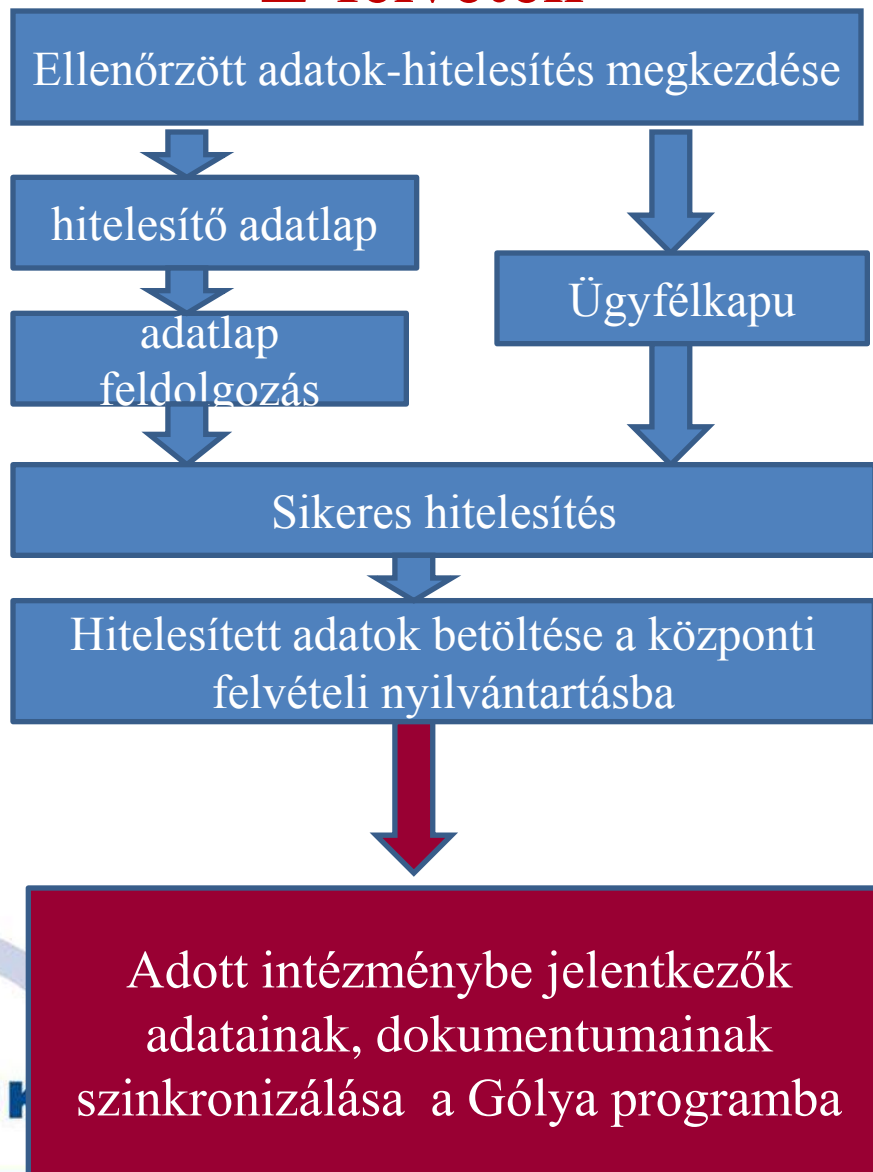 Ellenőrzött adatok-hitelesítés megkezdése
hitelesítő adatlap
Ügyfélkapu
adatlap
feldolgozás
Sikeres hitelesítés
Hitelesített adatok betöltése a központi
felvételi nyilvántartásba
Adott intézménybe jelentkezők
adatainak, dokumentumainak
szinkronizálása a Gólya programba